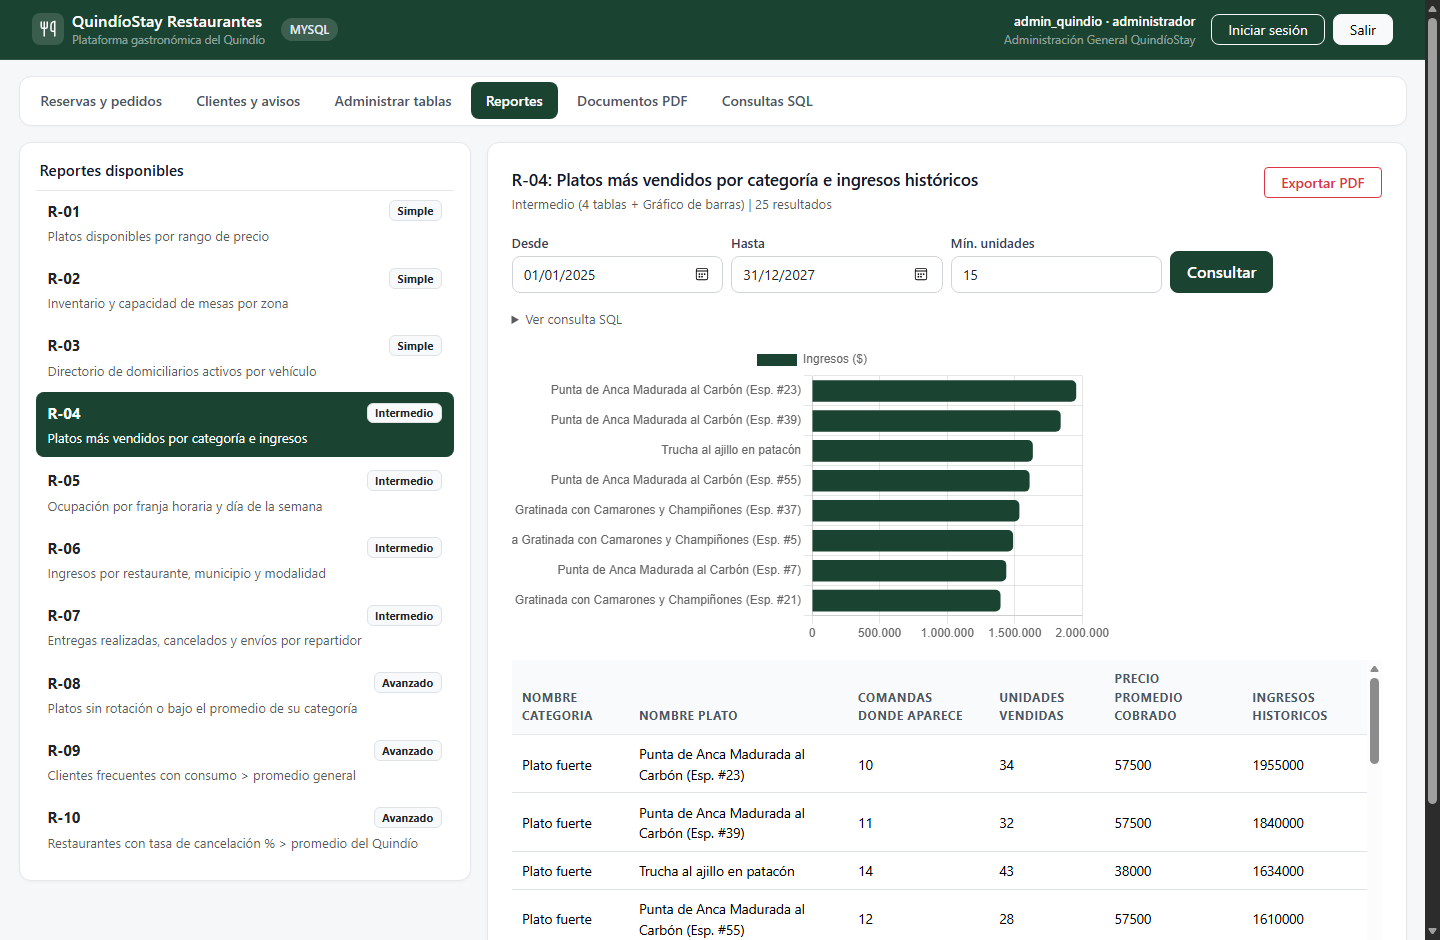 QuindíoStay Restaurantes
Plataforma gastronómica del Quindío
MYSQL
admin_quindio · administrador
Administración General QuindíoStay
Iniciar sesión
Salir
Reservas y pedidos
Clientes y avisos
Administrar tablas
Reportes
Documentos PDF
Consultas SQL
Reportes disponibles
R-01
Simple
Platos disponibles por rango de precio
R-02
Simple
Inventario y capacidad de mesas por zona
R-03
Simple
Directorio de domiciliarios activos por vehículo
R-04
Intermedio
Platos más vendidos por categoría e ingresos
R-05
Intermedio
Ocupación por franja horaria y día de la semana
R-06
Intermedio
Ingresos por restaurante, municipio y modalidad
R-07
Intermedio
Entregas realizadas, cancelados y envíos por repartidor
R-08
Avanzado
Platos sin rotación o bajo el promedio de su categoría
R-09
Avanzado
Clientes frecuentes con consumo > promedio general
R-10
Avanzado
Restaurantes con tasa de cancelación % > promedio del Quindío
R-04: Platos más vendidos por categoría e ingresos históricos
Intermedio (4 tablas + Gráfico de barras) | 25 resultados
Exportar PDF
Desde
Hasta
Mín. unidades
01/01/2025
31/12/2027
15
Consultar
Ver consulta SQL
Ingresos ($)
Punta de Anca Madurada al Carbón (Esp. #23)
Punta de Anca Madurada al Carbón (Esp. #39)
Trucha al ajillo en patacón
Punta de Anca Madurada al Carbón (Esp. #55)
Gratinada con Camarones y Champiñones (Esp. #37)
a Gratinada con Camarones y Champiñones (Esp. #5)
Punta de Anca Madurada al Carbón (Esp. #7)
Gratinada con Camarones y Champiñones (Esp. #21)
0 500.000 1.000.000 1.500.000 2.000.000
NOMBRE CATEGORIA
NOMBRE PLATO
COMANDAS DONDE APARECE
UNIDADES VENDIDAS
PRECIO PROMEDIO COBRADO
INGRESOS HISTORICOS
Plato fuerte
Punta de Anca Madurada al
Carbón (Esp. #23)
10
34
57500
1955000
Plato fuerte
Punta de Anca Madurada al
Carbón (Esp. #39)
11
32
57500
1840000
Plato fuerte
Trucha al ajillo en patacón
14
43
38000
1634000
Plato fuerte
Punta de Anca Madurada al
Carbón (Esp. #55)
12
28
57500
1610000